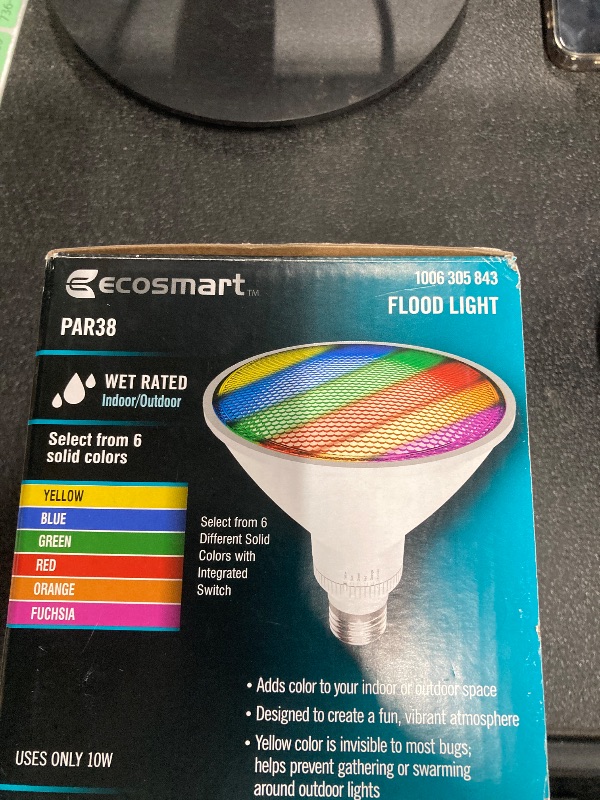 736-
ecosmart™
1006 305 843
FLOOD LIGHT
PAR38
WET RATED
Indoor/Outdoor
Select from 6
solid colors
YELLOW
BLUE
GREEN
RED
ORANGE
FUCHSIA
Select from 6
Different Solid
Colors with
Integrated
Switch
• Adds color to your indoor or outdoor space
• Designed to create a fun, vibrant atmosphere
• Yellow color is invisible to most bugs;
helps prevent gathering or swarming
around outdoor lights
USES ONLY 10W